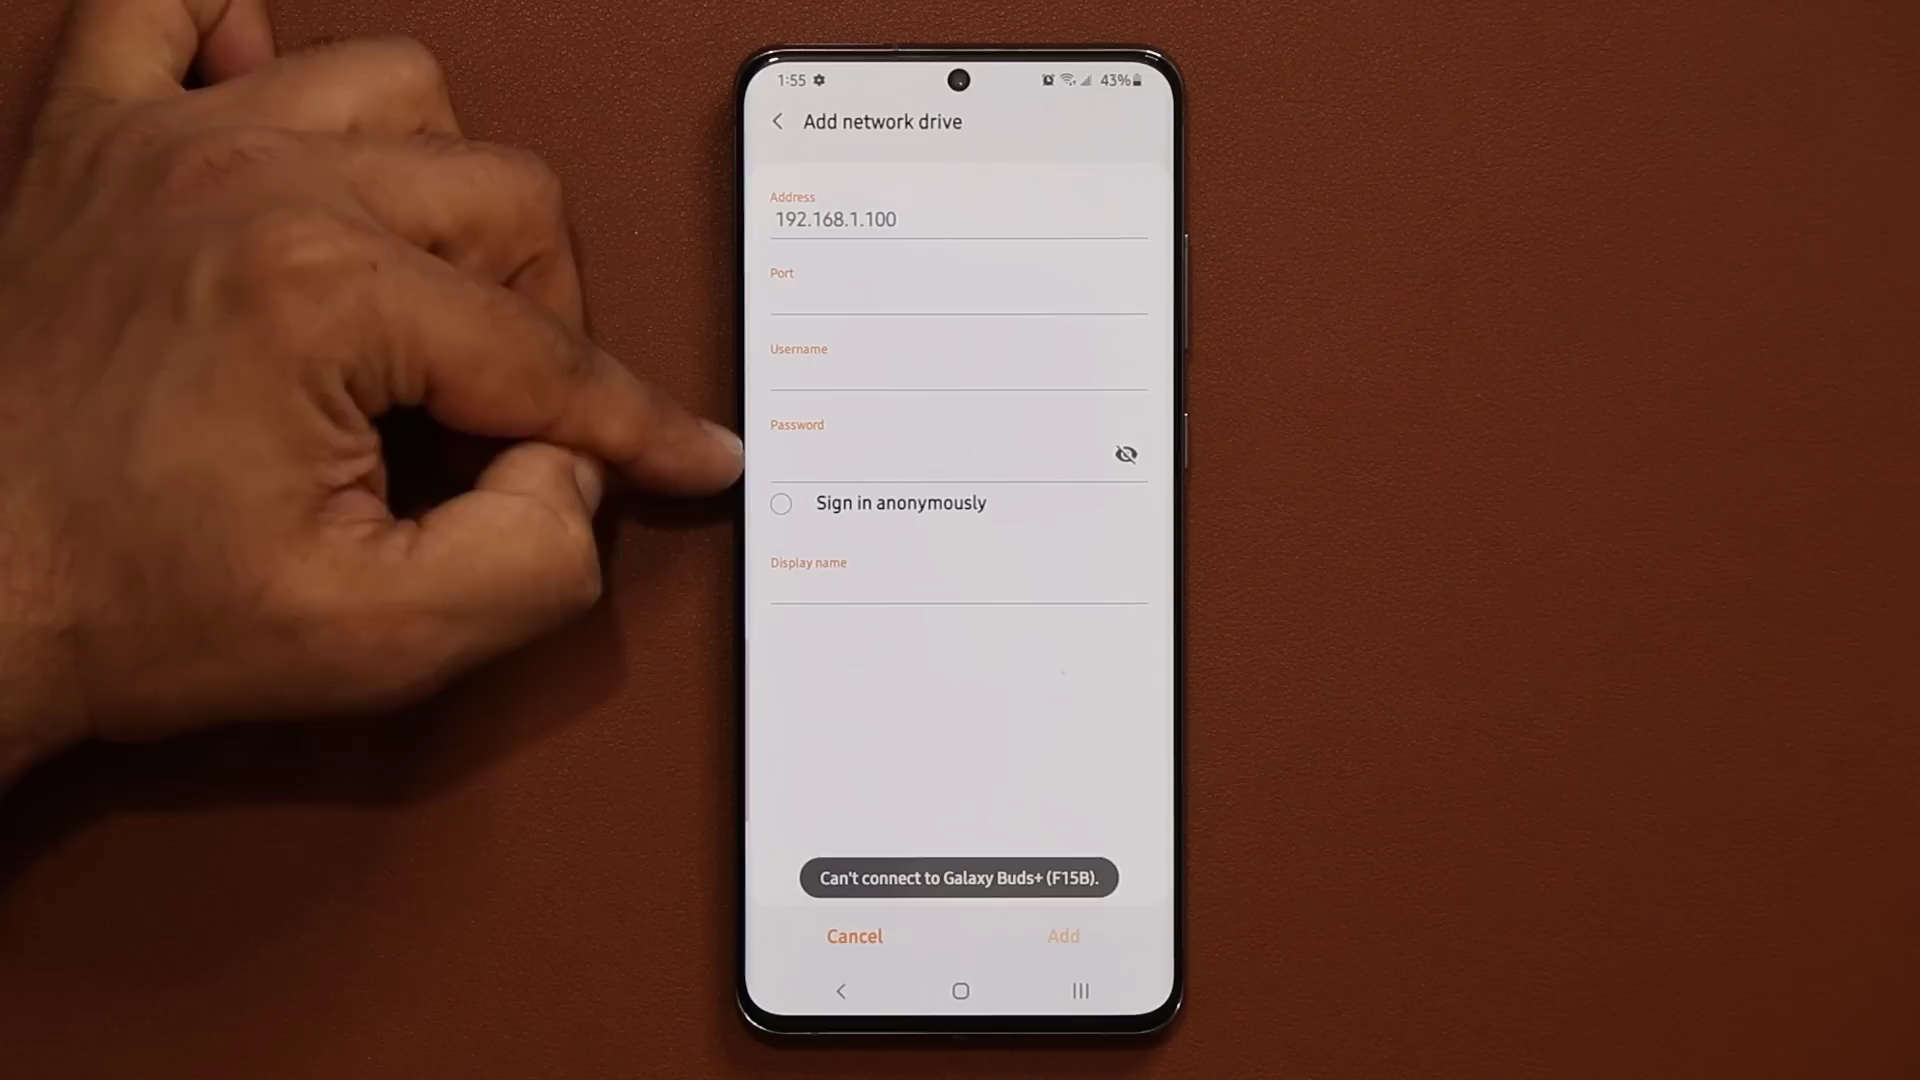 1:55 43%
Add network drive
Address
192.168.1.100
Port
Username
Password
Sign in anonymously
Display name
Can't connect to Galaxy Buds+ (F15B).
Cancel Add